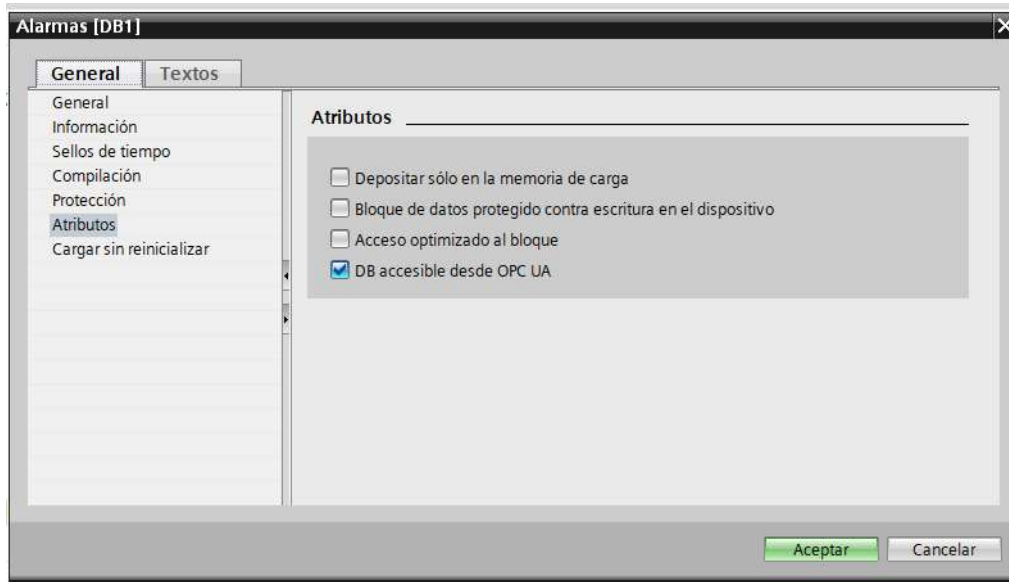 Alarmas [DB1]
General Textos
General
Información
Sellos de tiempo
Compilación
Protección
Atributos
Cargar sin reinicializar
Atributos
Depositar sólo en la memoria de carga
Bloque de datos protegido contra escritura en el dispositivo
Acceso optimizado al bloque
DB accesible desde OPC UA
Aceptar Cancelar